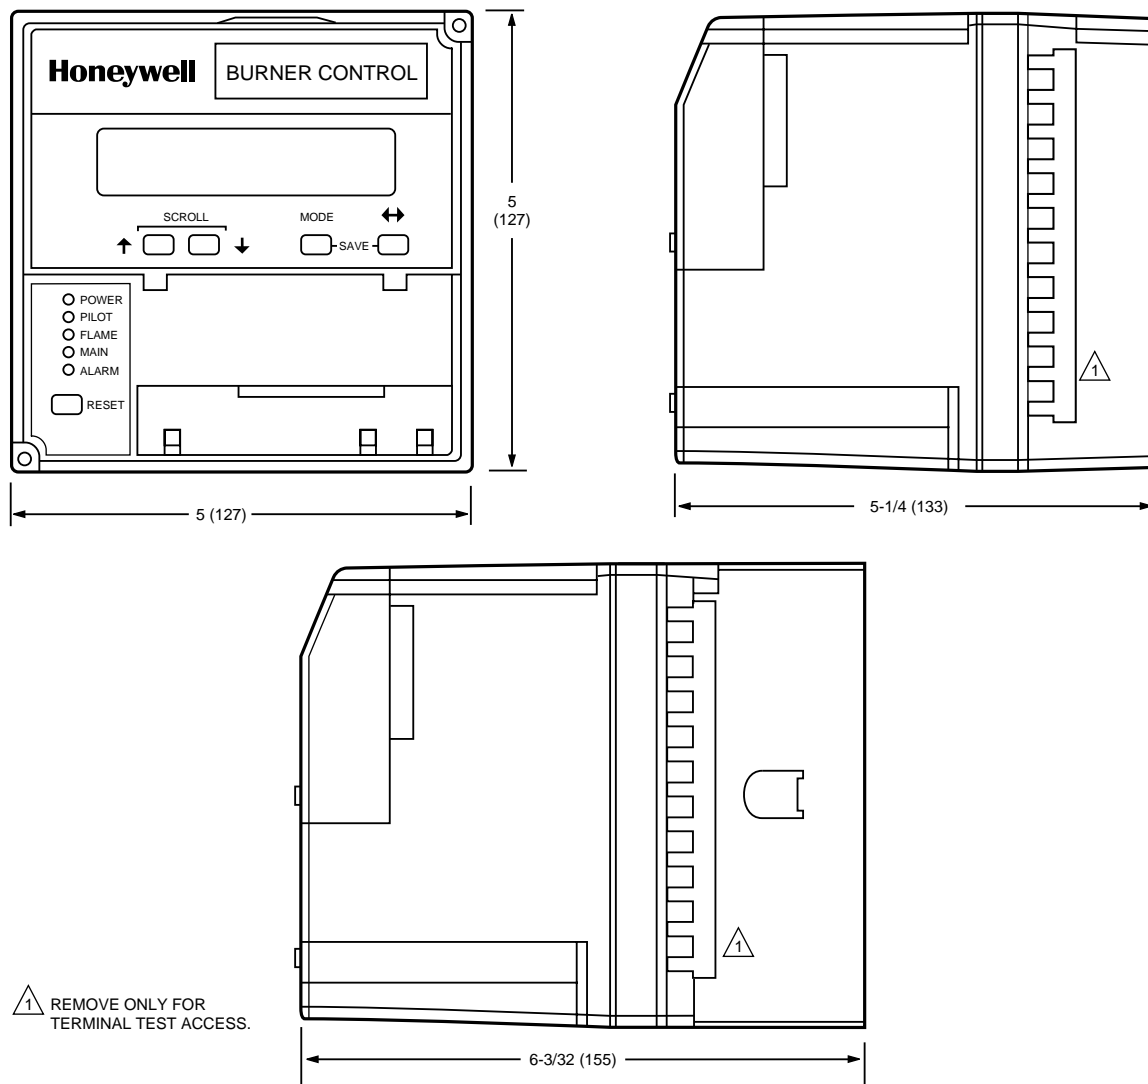 Honeywell
BURNER CONTROL
SCROLL
MODE
SAVE
POWER
PILOT
FLAME
MAIN
ALARM
RESET
5
(127)
5 (127)
1
5-1/4 (133)
1
1 REMOVE ONLY FOR
TERMINAL TEST ACCESS.
6-3/32 (155)